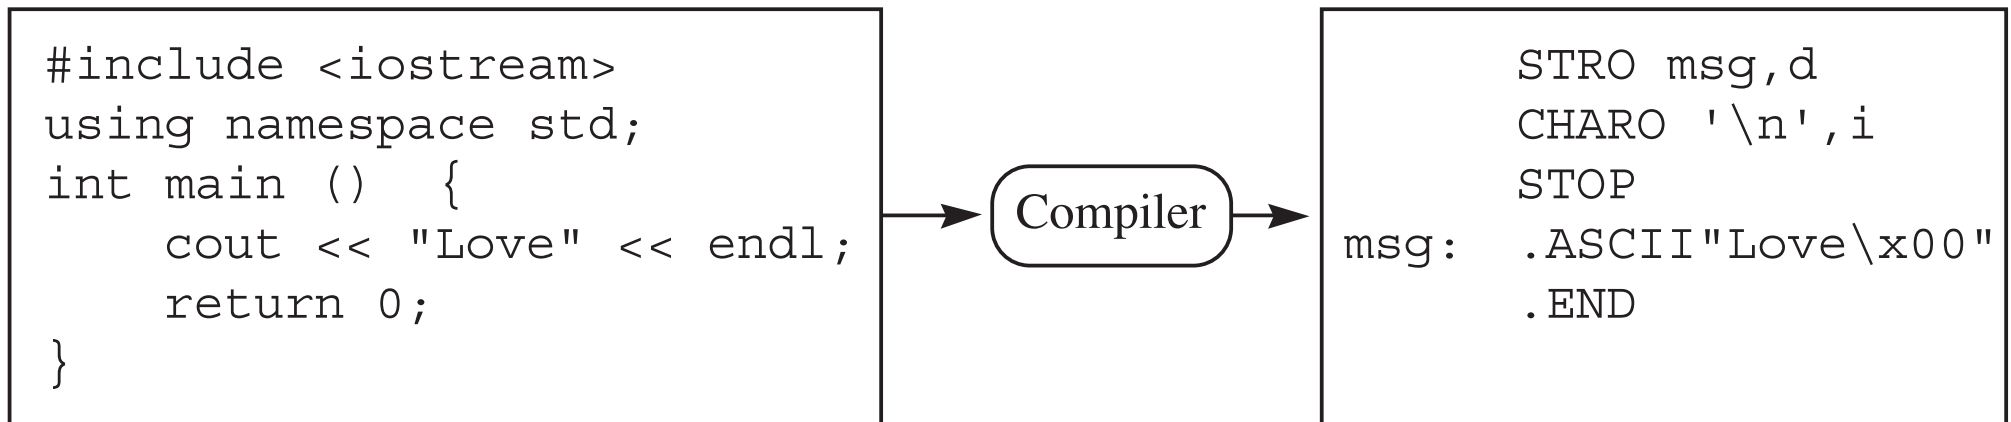 #include <iostream>
using namespace std;
int main ()  {
    cout << "Love" << endl;
    return 0;
}
Compiler
      STRO msg,d
      CHARO '\n',i
      STOP
msg:  .ASCII"Love\x00"
      .END